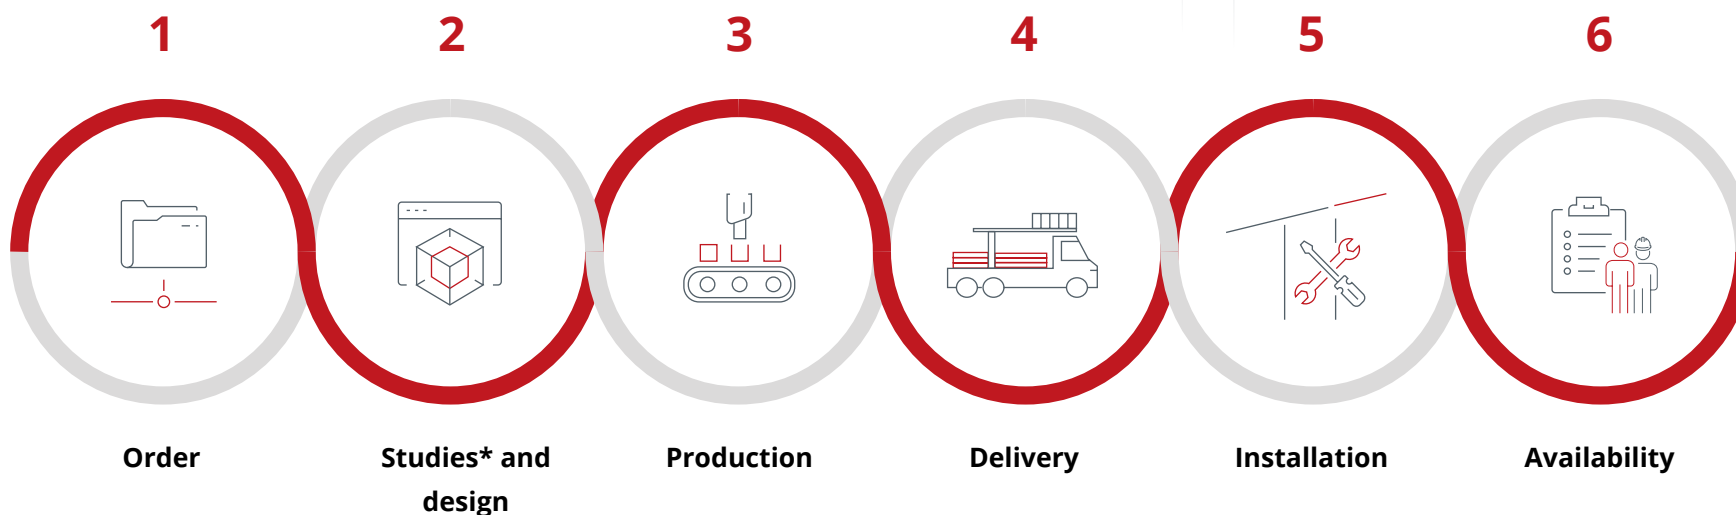 1
2
3
4
5
6
Order
Studies* and
design
Production
Delivery
Installation
Availability